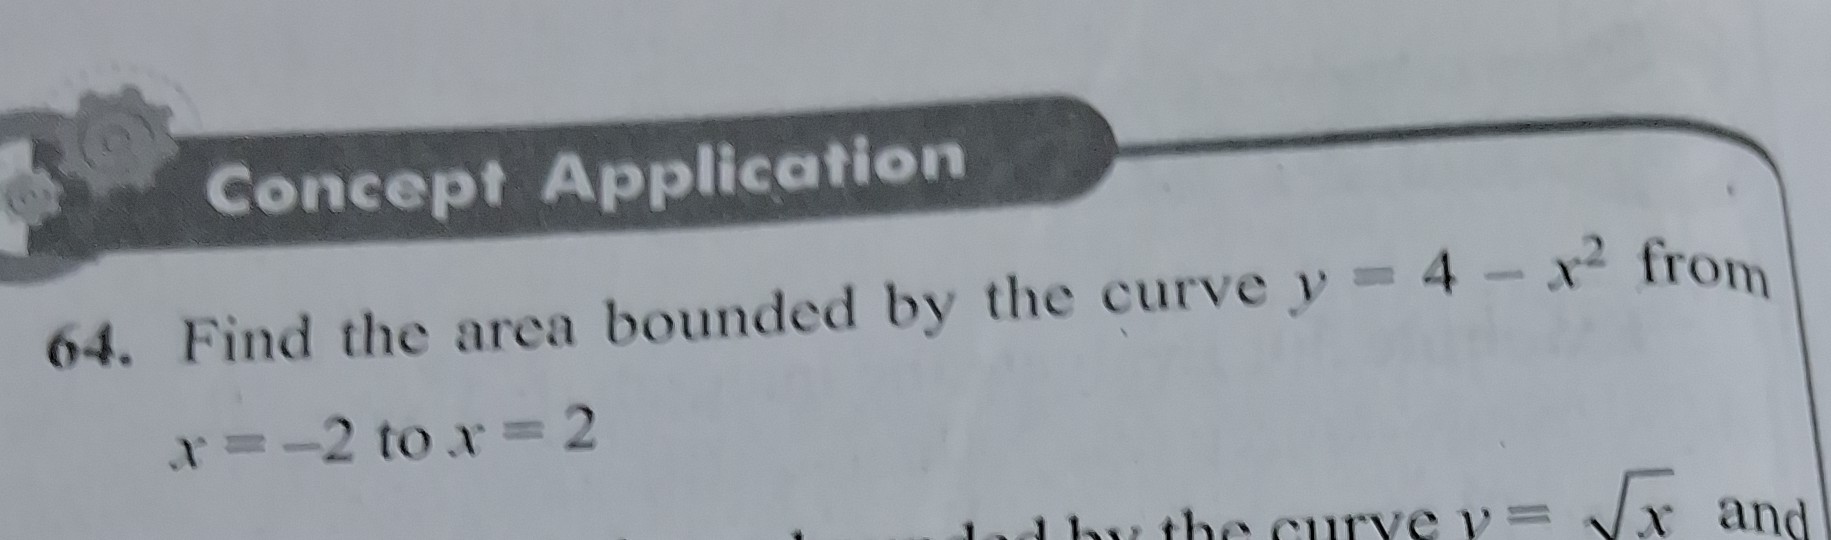 Concept Application
64. Find the area bounded by the curve y = 4 – x² from
x = –2 to x = 2
by the curve y = √x and